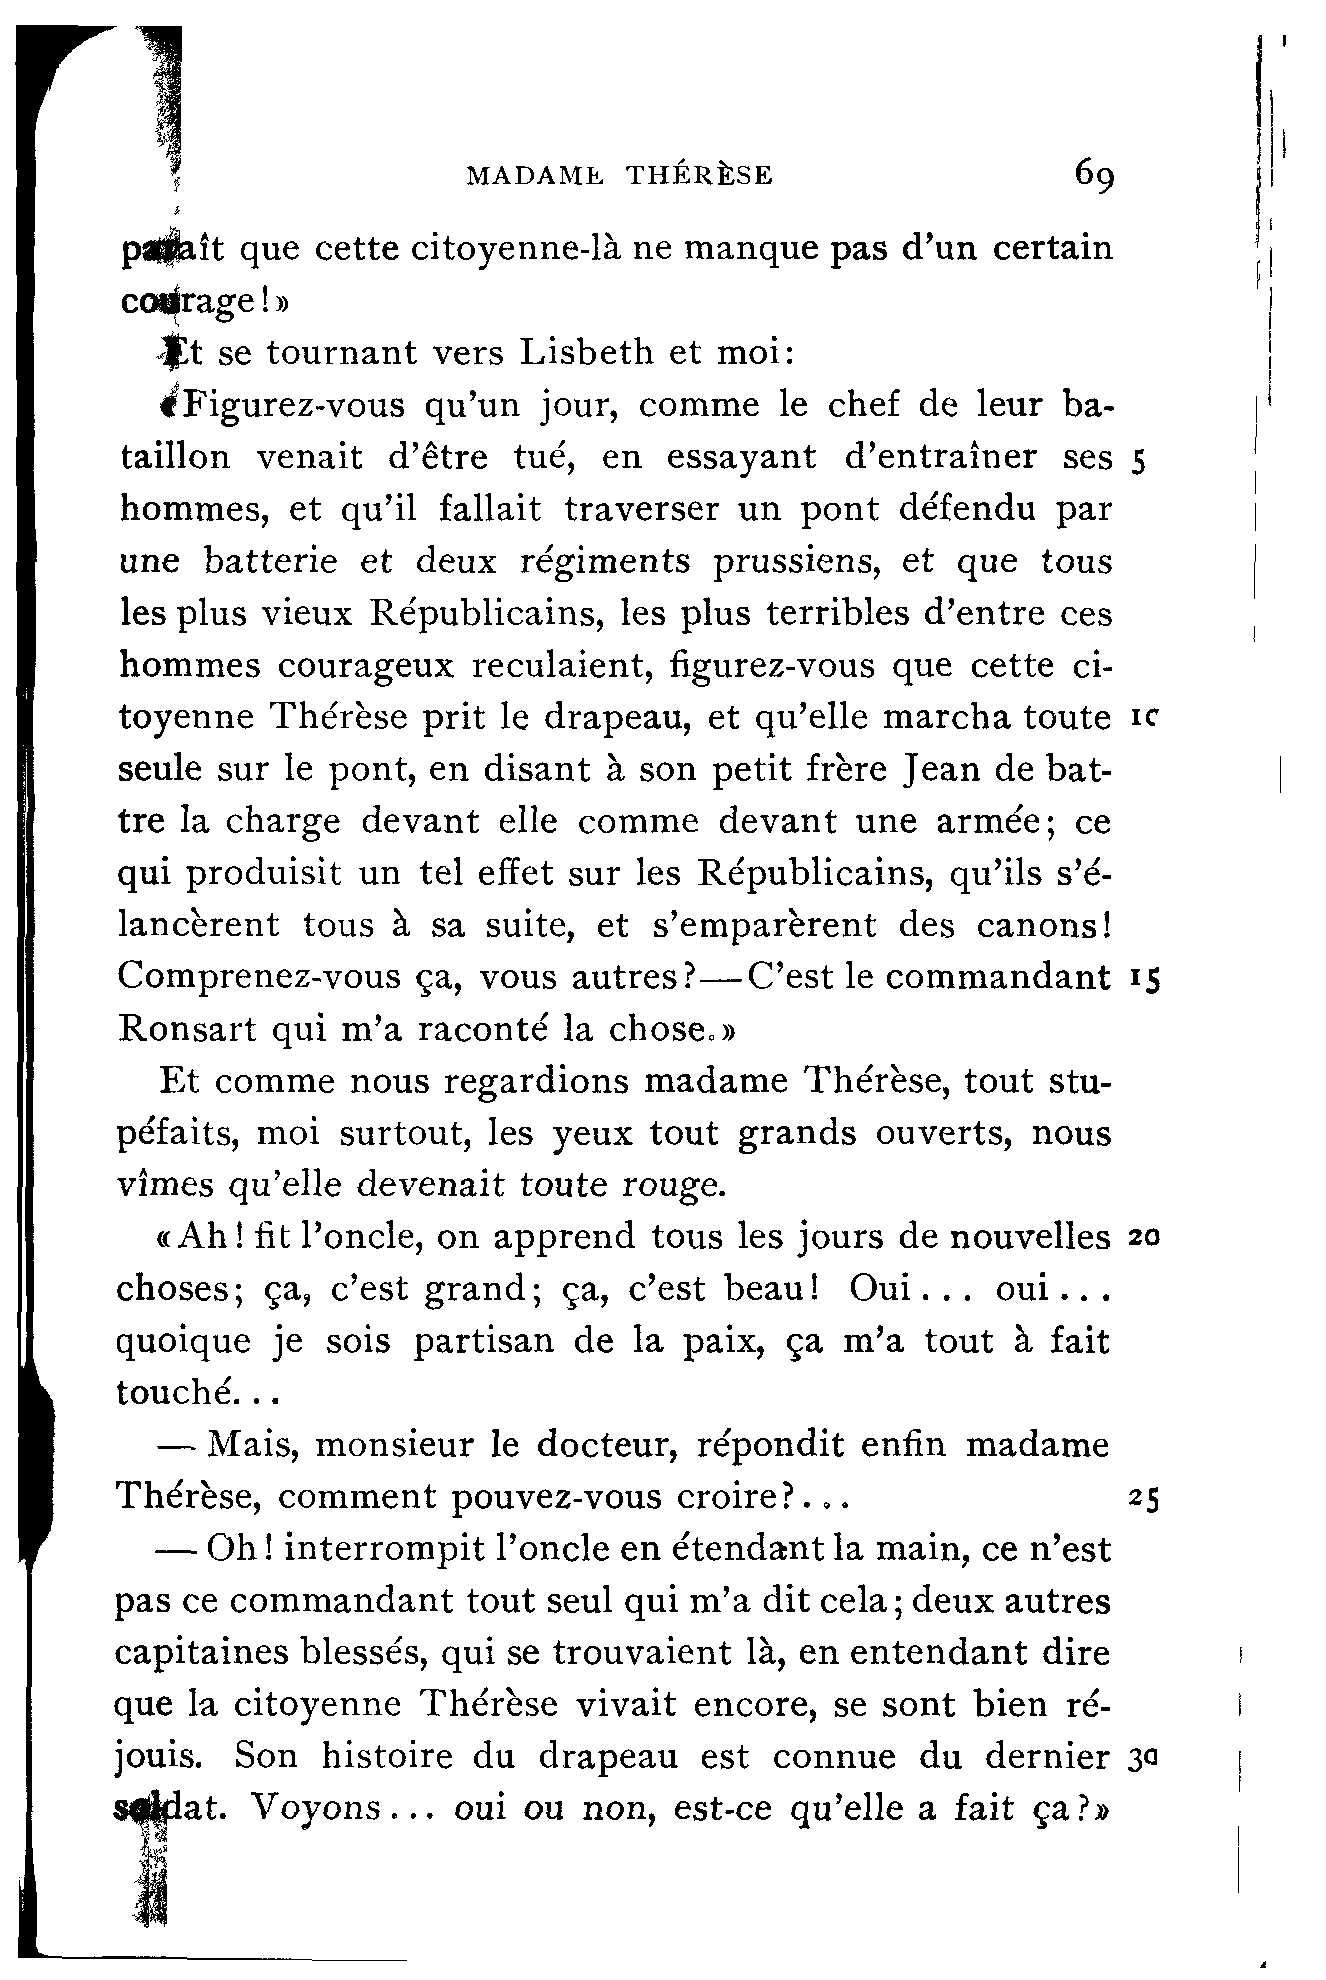 MADAME THÉRÈSE 69
paraît que cette citoyenne-là ne manque pas d'un certain
courage!»
Et se tournant vers Lisbeth et moi:
«Figurez-vous qu'un jour, comme le chef de leur ba-
taillon venait d'être tué, en essayant d'entraîner ses 5
hommes, et qu'il fallait traverser un pont défendu par
une batterie et deux régiments prussiens, et que tous
les plus vieux Républicains, les plus terribles d'entre ces
hommes courageux reculaient, figurez-vous que cette ci-
toyenne Thérèse prit le drapeau, et qu'elle marcha toute 10
seule sur le pont, en disant à son petit frère Jean de bat-
tre la charge devant elle comme devant une armée; ce
qui produisit un tel effet sur les Républicains, qu'ils s'é-
lancèrent tous à sa suite, et s'emparèrent des canons!
Comprenez-vous ça, vous autres?—C'est le commandant 15
Ronsart qui m'a raconté la chose.»
Et comme nous regardions madame Thérèse, tout stu-
péfaits, moi surtout, les yeux tout grands ouverts, nous
vîmes qu'elle devenait toute rouge.
«Ah! fit l'oncle, on apprend tous les jours de nouvelles 20
choses; ça, c'est grand; ça, c'est beau! Oui... oui...
quoique je sois partisan de la paix, ça m'a tout à fait
touché...
— Mais, monsieur le docteur, répondit enfin madame
Thérèse, comment pouvez-vous croire?... 25
— Oh! interrompit l'oncle en étendant la main, ce n'est
pas ce commandant tout seul qui m'a dit cela; deux autres
capitaines blessés, qui se trouvaient là, en entendant dire
que la citoyenne Thérèse vivait encore, se sont bien ré-
jouis. Son histoire du drapeau est connue du dernier 30
soldat. Voyons... oui ou non, est-ce qu'elle a fait ça?»